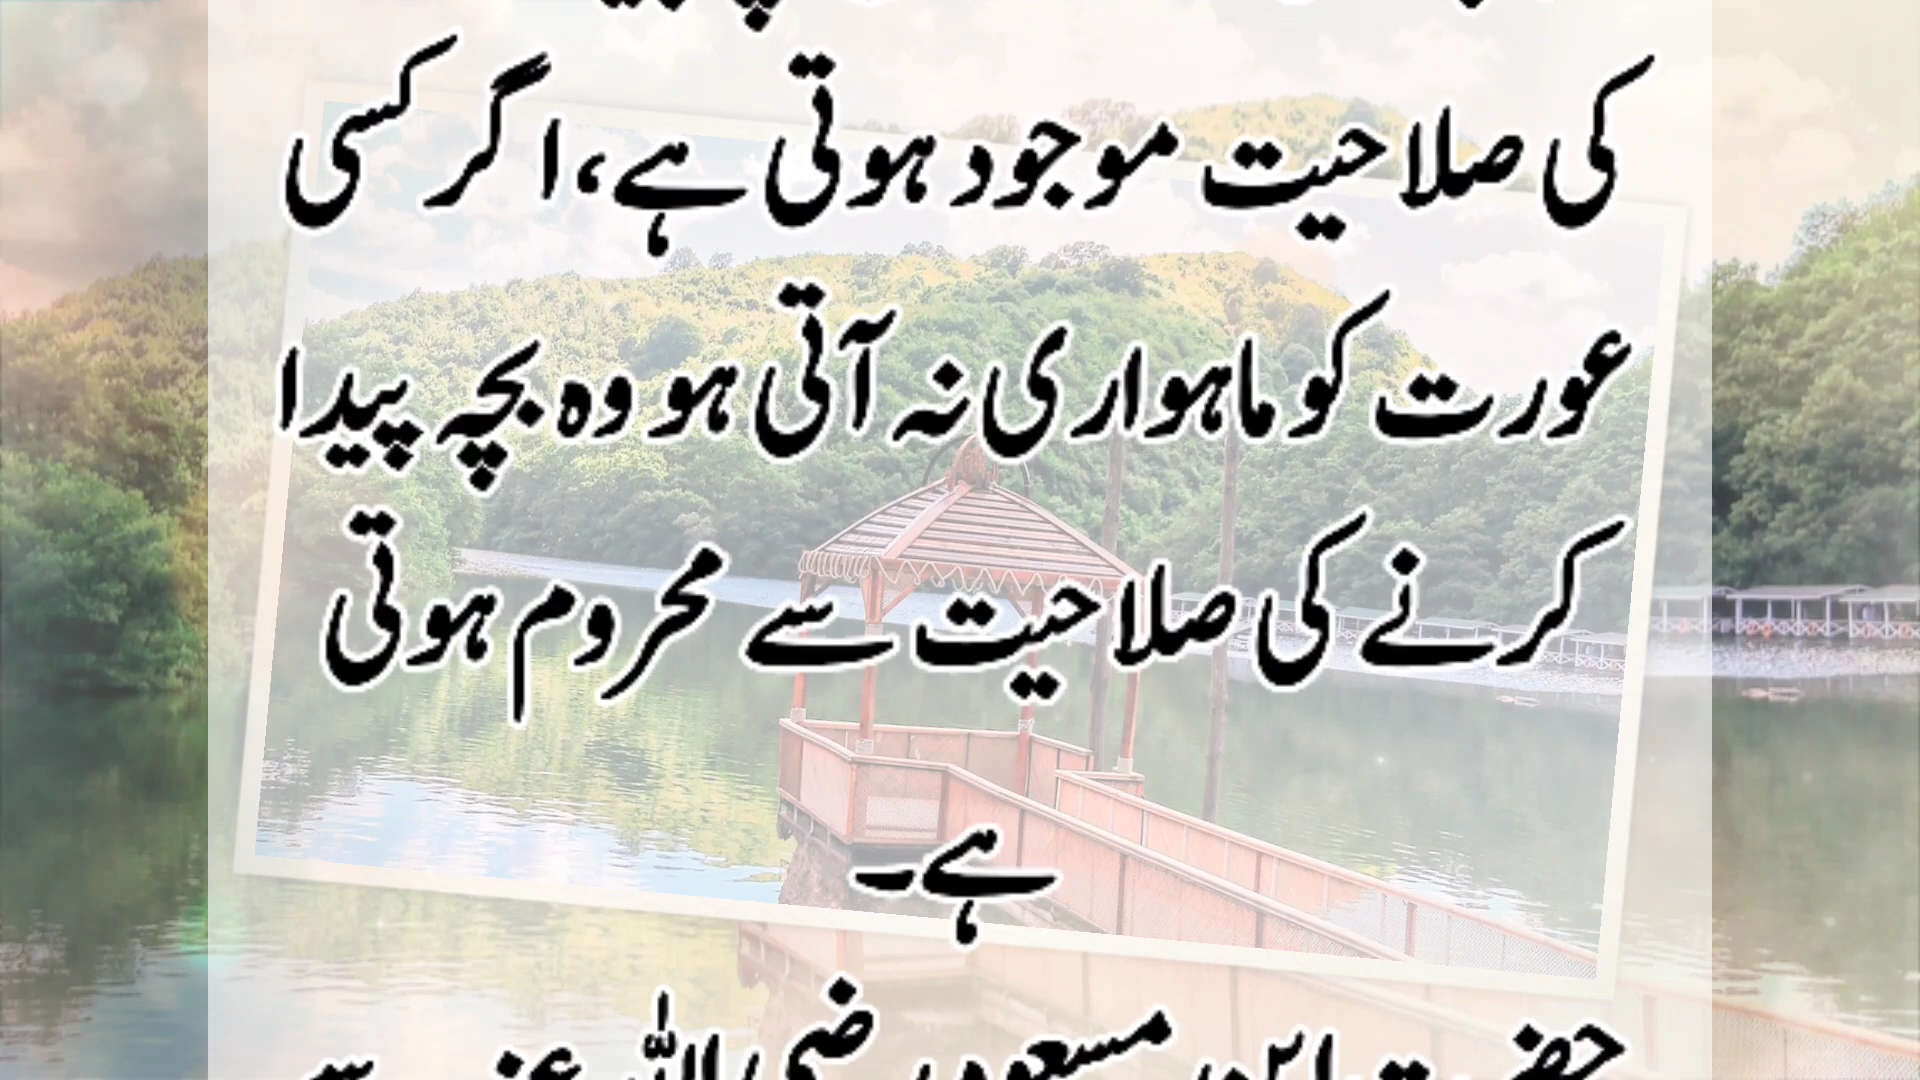 کی صلاحیت موجود ہوتی ہے، اگر کسی
عورت کو ماہواری نہ آتی ہو وہ بچہ پیدا
کرنے کی صلاحیت سے محروم ہوتی
ہے۔
حضرت ابن مسعود رضی اللہ عنہ سے